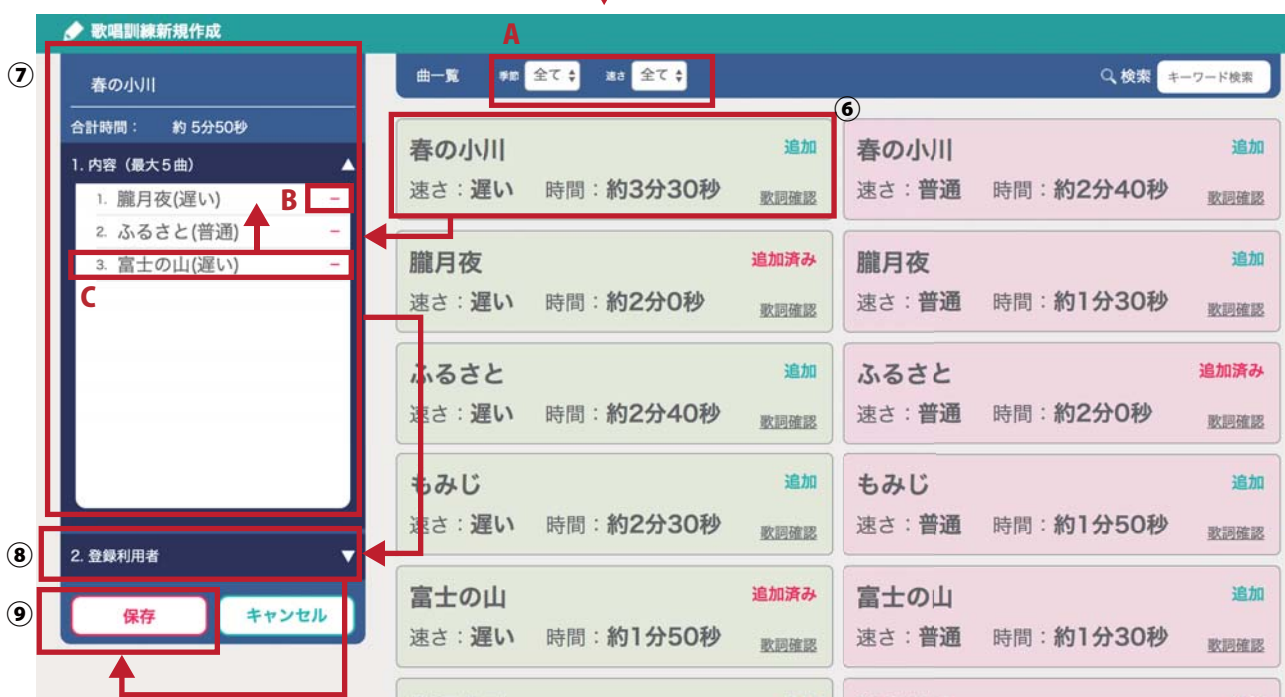 歌唱訓練新規作成
A
⑦
春の小川
合計時間： 約 5分50秒
1. 内容（最大５曲） ▲
1. 朧月夜(遅い) B −
2. ふるさと(普通) −
3. 富士の山(遅い) −
C
⑧
2. 登録利用者 ▼
⑨
保存 キャンセル
曲一覧 季節 全て 速さ 全て 検索 キーワード検索
⑥
春の小川 追加
速さ：遅い 時間：約3分30秒 歌詞確認
春の小川 追加
速さ：普通 時間：約2分40秒 歌詞確認
朧月夜 追加済み
速さ：遅い 時間：約2分0秒 歌詞確認
朧月夜 追加
速さ：普通 時間：約1分30秒 歌詞確認
ふるさと 追加
速さ：遅い 時間：約2分40秒 歌詞確認
ふるさと 追加済み
速さ：普通 時間：約2分0秒 歌詞確認
もみじ 追加
速さ：遅い 時間：約2分30秒 歌詞確認
もみじ 追加
速さ：普通 時間：約1分50秒 歌詞確認
富士の山 追加済み
速さ：遅い 時間：約1分50秒 歌詞確認
富士の山 追加
速さ：普通 時間：約1分30秒 歌詞確認